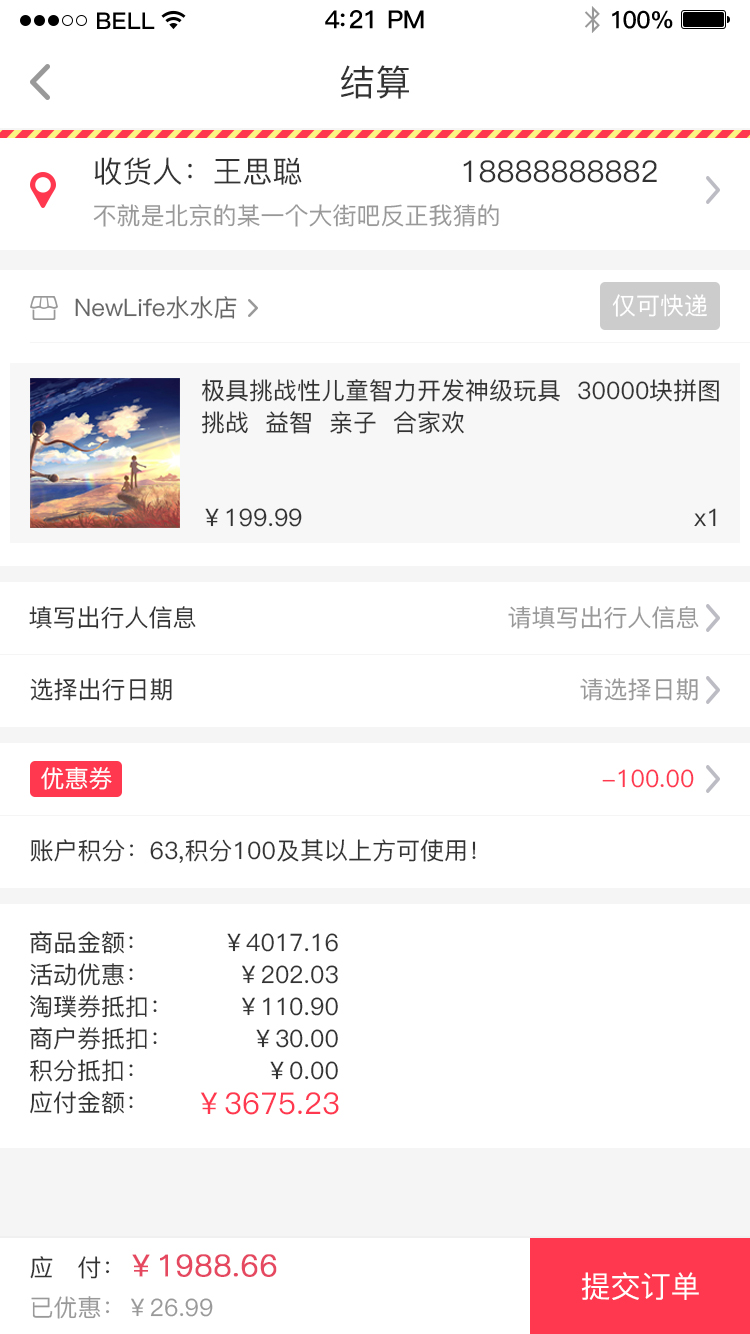 BELL 4:21 PM 100%
结算
收货人：王思聪 18888888882
不就是北京的某一个大街吧反正我猜的
NewLife水水店 仅可快递
极具挑战性儿童智力开发神级玩具 30000块拼图
挑战 益智 亲子 合家欢
￥199.99 x1
填写出行人信息 请填写出行人信息
选择出行日期 请选择日期
优惠券 -100.00
账户积分：63,积分100及其以上方可使用！
商品金额： ￥4017.16
活动优惠： ￥202.03
淘璞券抵扣： ￥110.90
商户券抵扣： ￥30.00
积分抵扣： ￥0.00
应付金额： ￥3675.23
应 付：￥1988.66
已优惠：￥26.99
提交订单